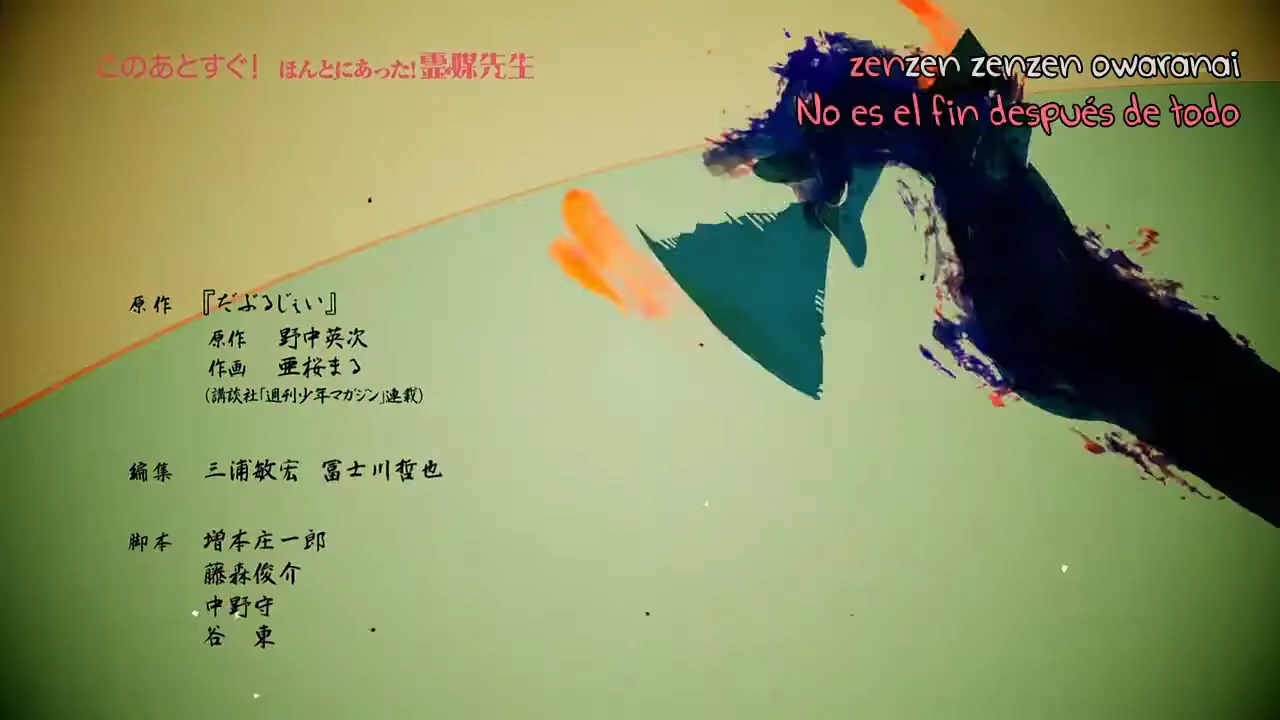 このあとすぐ! ほんとにあった!霊媒先生
zenzen zenzen owaranai
No es el fin después de todo
原作 『だぶるじぇい』
原作 野中英次
作画 亜桜まる
(講談社「週刊少年マガジン」連載)
編集 三浦敏宏 冨士川哲也
脚本 増本庄一郎
藤森俊介
中野守
谷 東